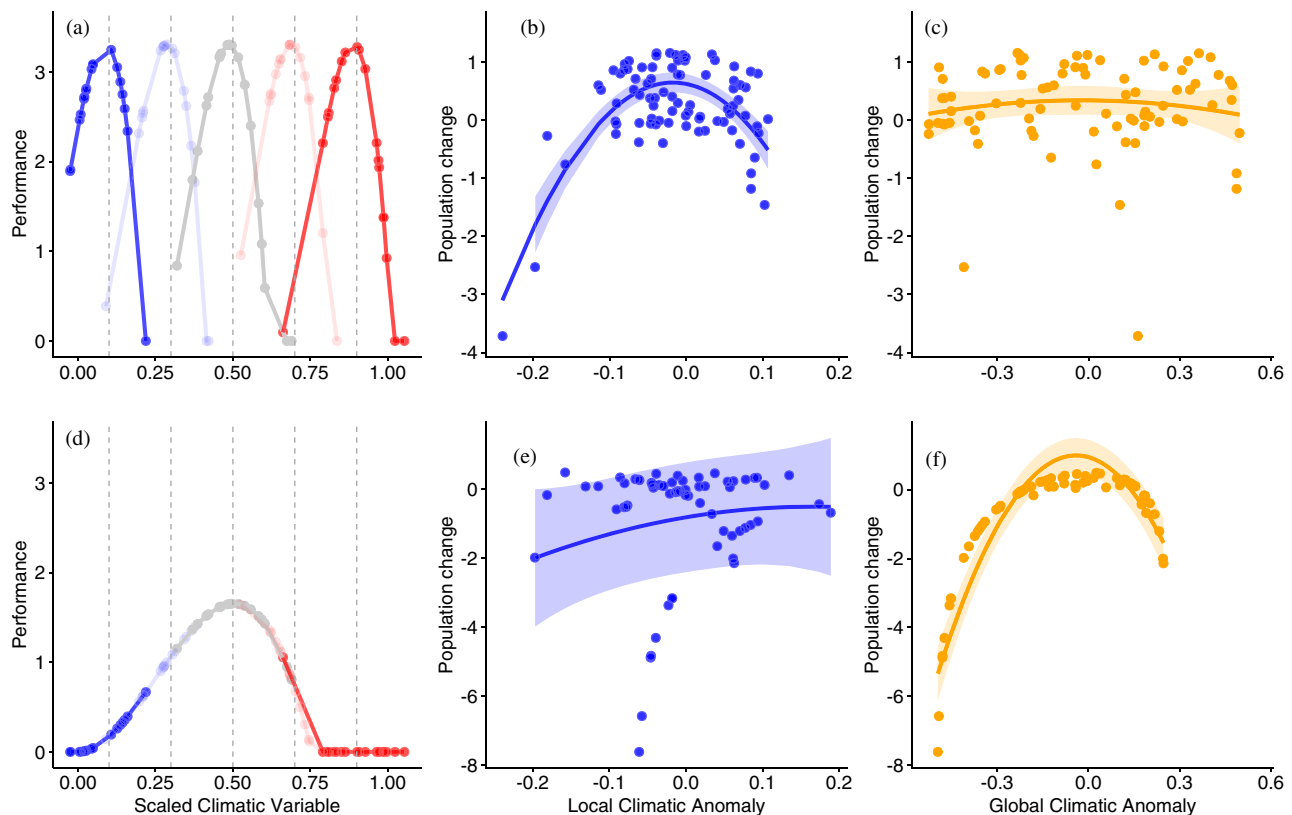 (a)
Performance
3
2
1
0
0.00 0.25 0.50 0.75 1.00
(b)
Population change
1
0
-1
-2
-3
-4
-0.2 -0.1 0.0 0.1 0.2
(c)
Population change
1
0
-1
-2
-3
-4
-0.3 0.0 0.3 0.6
(d)
Performance
3
2
1
0
0.00 0.25 0.50 0.75 1.00
Scaled Climatic Variable
(e)
Population change
0
-2
-4
-6
-8
-0.2 -0.1 0.0 0.1 0.2
Local Climatic Anomaly
(f)
Population change
0
-2
-4
-6
-8
-0.3 0.0 0.3 0.6
Global Climatic Anomaly